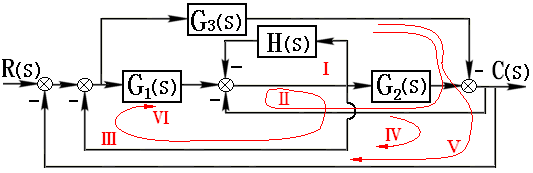 G₃(s)
H(s)
R(s) I C(s)
G₁(s) G₂(s)
II
VI
III IV V